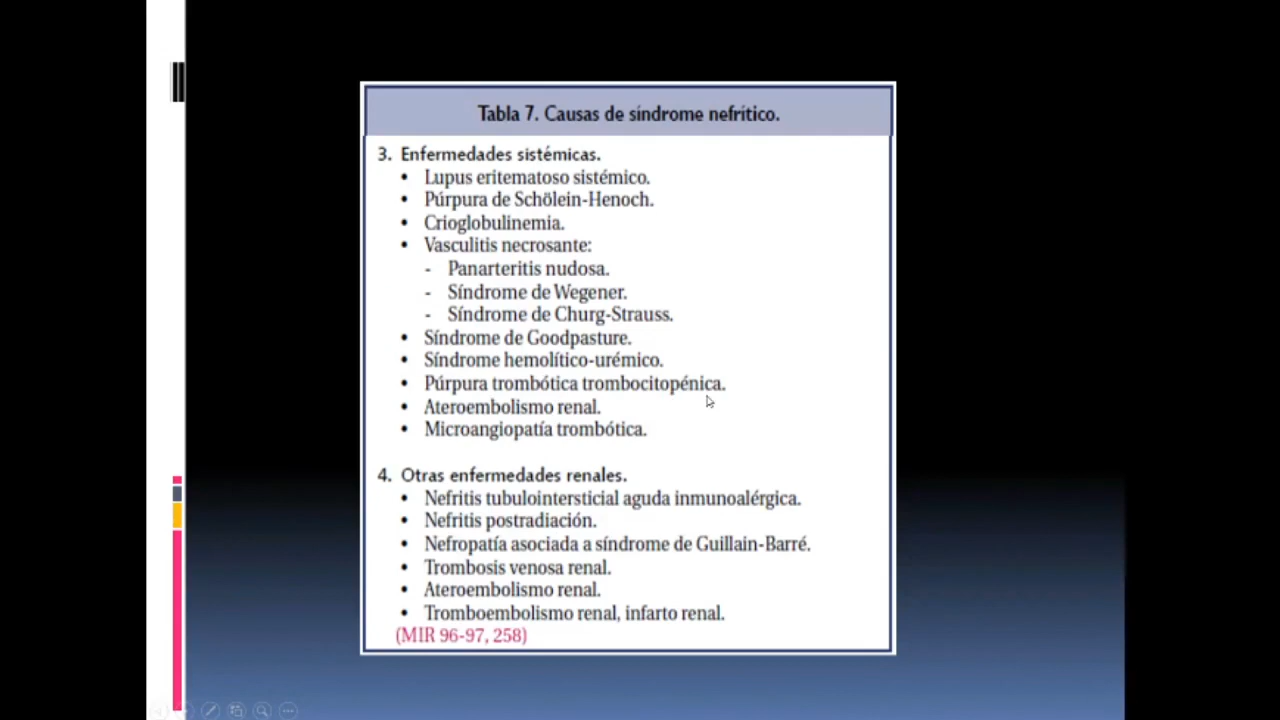 Tabla 7. Causas de síndrome nefrítico.
3. Enfermedades sistémicas.
• Lupus eritematoso sistémico.
• Púrpura de Schölein-Henoch.
• Crioglobulinemia.
• Vasculitis necrosante:
- Panarteritis nudosa.
- Síndrome de Wegener.
- Síndrome de Churg-Strauss.
• Síndrome de Goodpasture.
• Síndrome hemolítico-urémico.
• Púrpura trombótica trombocitopénica.
• Ateroembolismo renal.
• Microangiopatía trombótica.
4. Otras enfermedades renales.
• Nefritis tubulointersticial aguda inmunoalérgica.
• Nefritis postradiación.
• Nefropatía asociada a síndrome de Guillain-Barré.
• Trombosis venosa renal.
• Ateroembolismo renal.
• Tromboembolismo renal, infarto renal.
(MIR 96-97, 258)